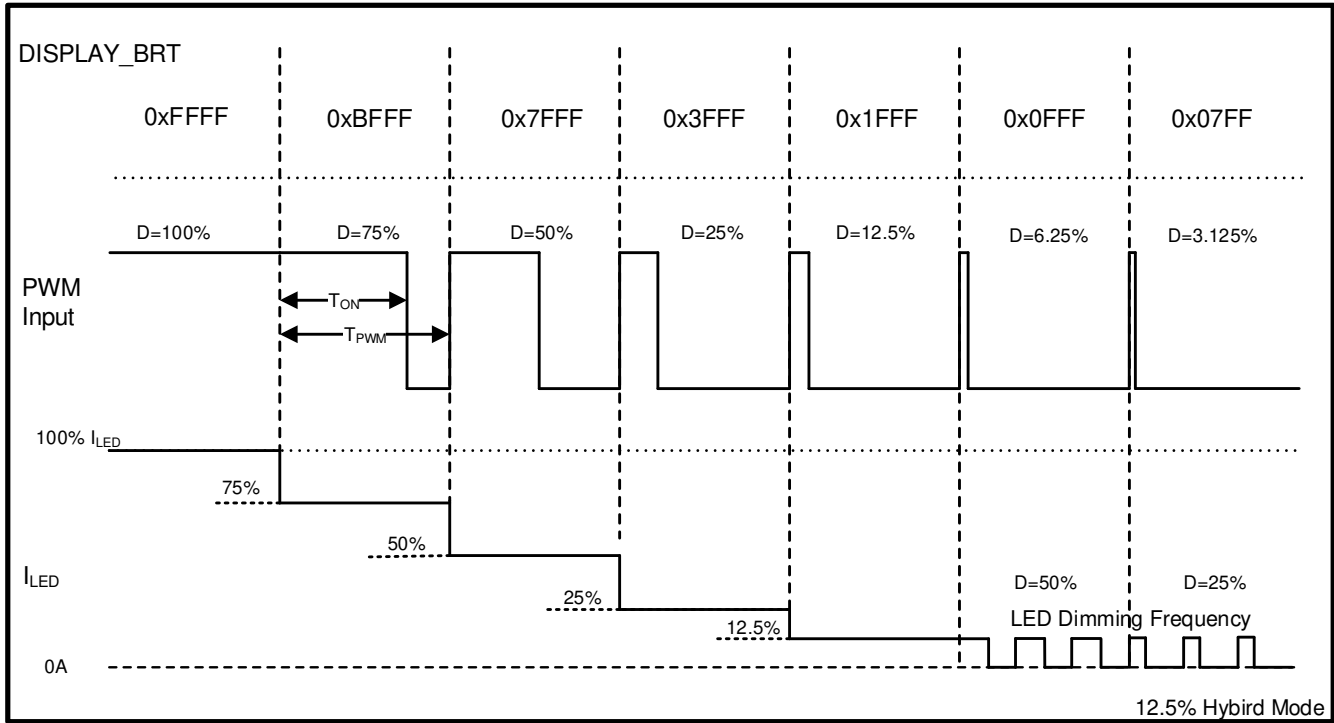 DISPLAY_BRT
0xFFFF 0xBFFF 0x7FFF 0x3FFF 0x1FFF 0x0FFF 0x07FF
D=100% D=75% D=50% D=25% D=12.5% D=6.25% D=3.125%
PWM
Input
TON
TPWM
100% ILED
75%
50%
ILED
25%
12.5%
D=50% D=25%
LED Dimming Frequency
0A
12.5% Hybird Mode